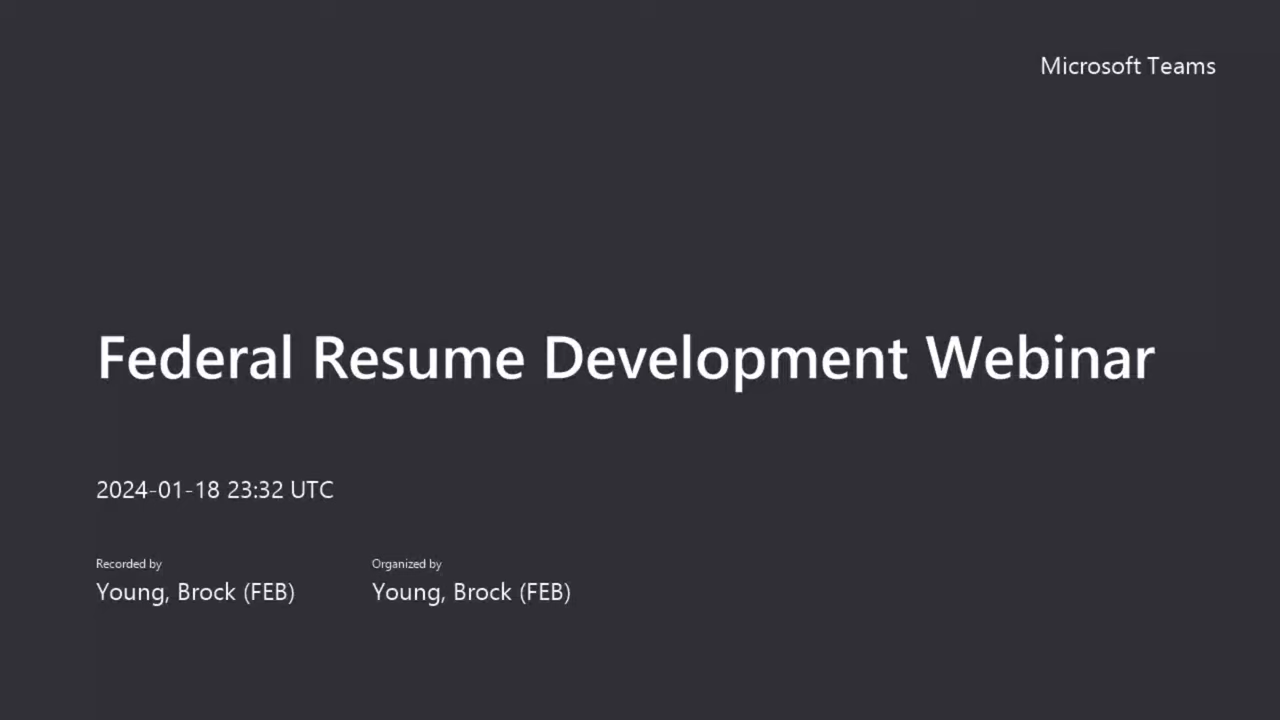 Microsoft Teams
Federal Resume Development Webinar
2024-01-18 23:32 UTC
Recorded by
Young, Brock (FEB)
Organized by
Young, Brock (FEB)